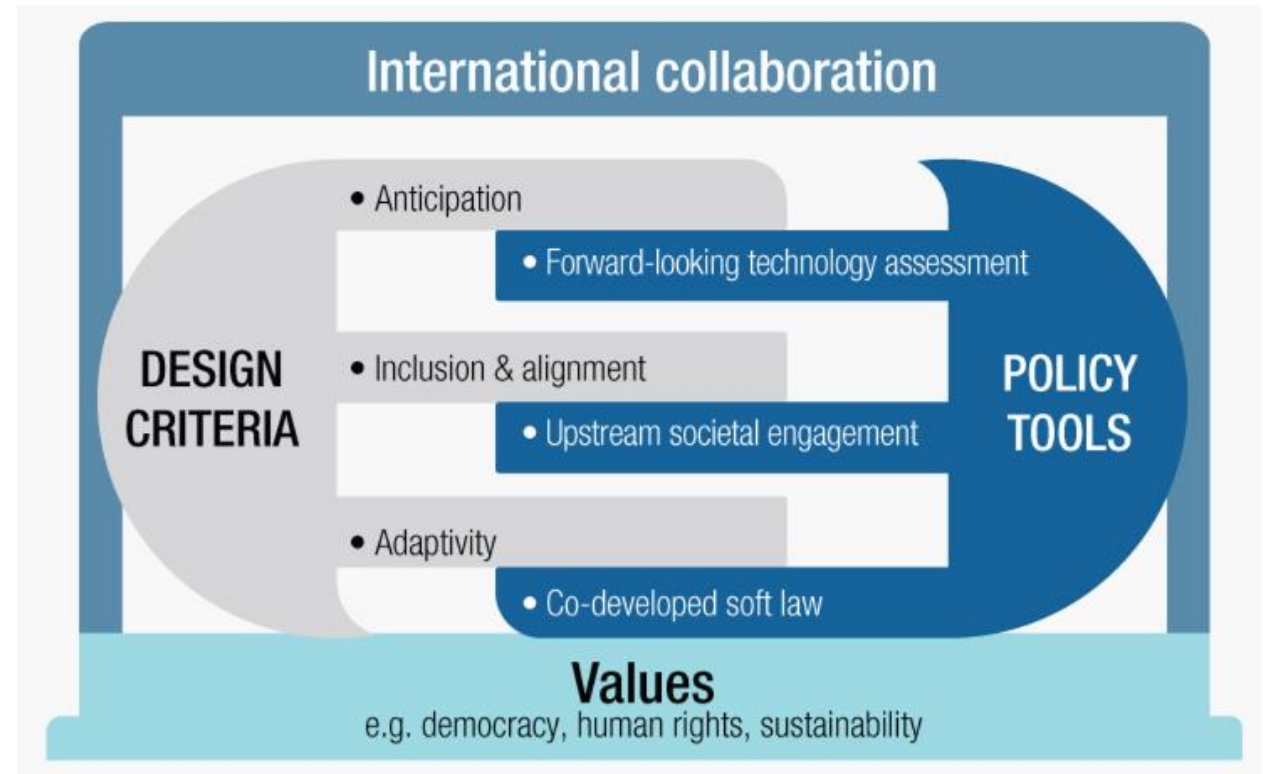 International collaboration
• Anticipation
• Forward-looking technology assessment
DESIGN
CRITERIA
• Inclusion & alignment
• Upstream societal engagement
POLICY
TOOLS
• Adaptivity
• Co-developed soft law
Values
e.g. democracy, human rights, sustainability